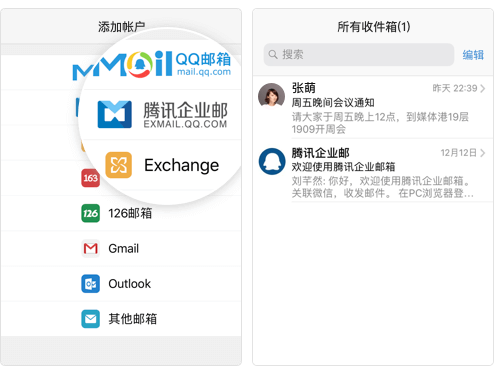 添加帐户
QQ邮箱
mail.qq.com
腾讯企业邮
EXMAIL.QQ.COM
Exchange
163
126
126邮箱
Gmail
Outlook
其他邮箱
所有收件箱(1)
搜索
编辑
张萌
昨天 22:39
周五晚间会议通知
请大家于周五晚上12点，到媒体港19层
1909开周会
腾讯企业邮
12月12日
欢迎使用腾讯企业邮箱
刘芊然: 你好，欢迎使用腾讯企业邮箱。
关联微信，收发邮件。 在PC浏览器登...